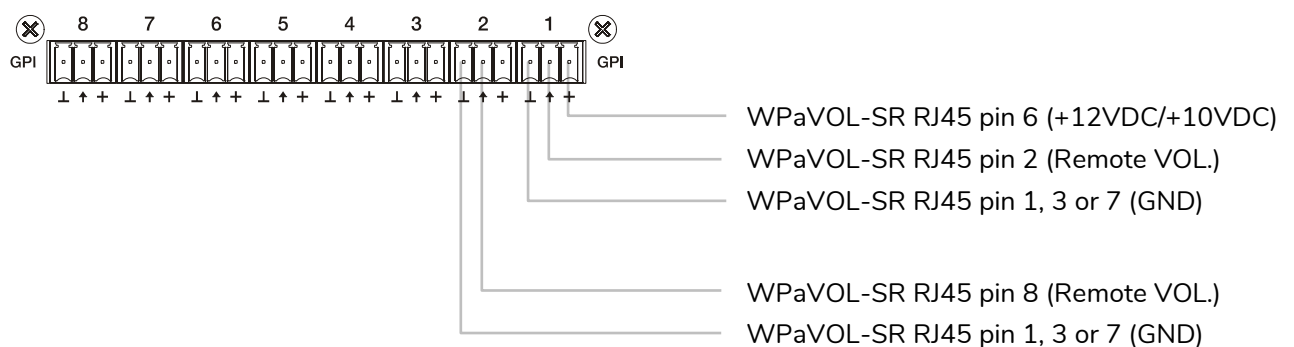 8 7 6 5 4 3 2 1
GPI GPI
⊥ ↑ + ⊥ ↑ + ⊥ ↑ + ⊥ ↑ + ⊥ ↑ + ⊥ ↑ + ⊥ ↑ + ⊥ ↑ +
WPaVOL-SR RJ45 pin 6 (+12VDC/+10VDC)
WPaVOL-SR RJ45 pin 2 (Remote VOL.)
WPaVOL-SR RJ45 pin 1, 3 or 7 (GND)
WPaVOL-SR RJ45 pin 8 (Remote VOL.)
WPaVOL-SR RJ45 pin 1, 3 or 7 (GND)